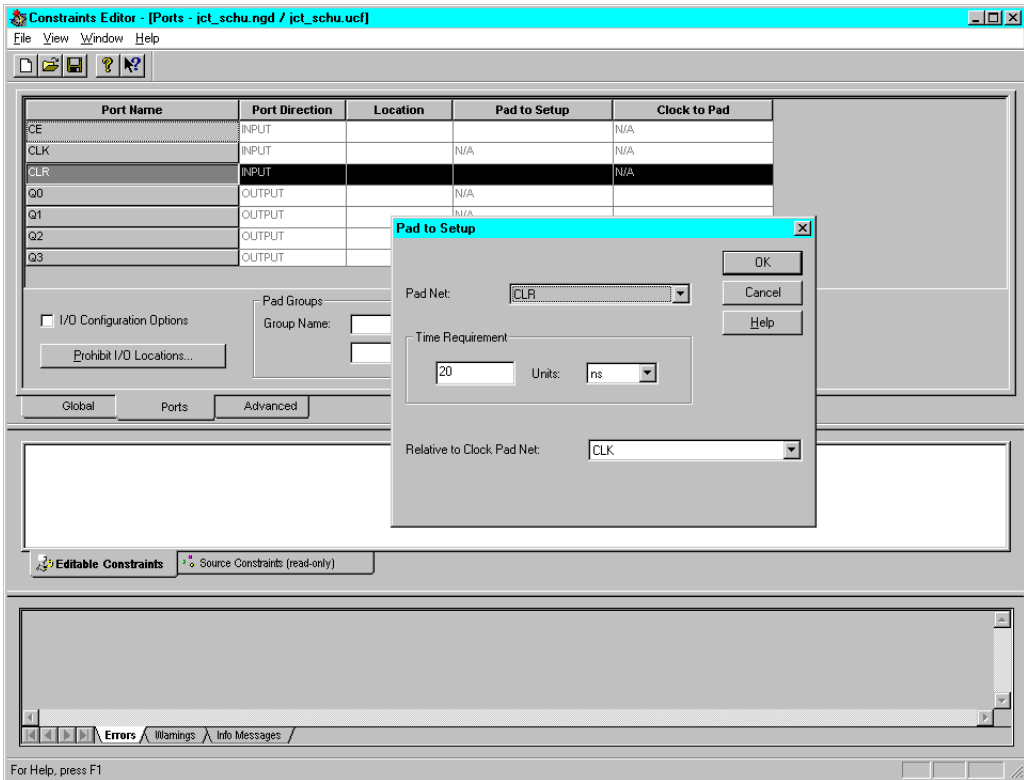 Constraints Editor - [Ports - jct_schu.ngd / jct_schu.ucf]
File View Window Help
Port Name Port Direction Location Pad to Setup Clock to Pad
CE INPUT N/A
CLK INPUT N/A N/A
CLR INPUT N/A
Q0 OUTPUT N/A
Q1 OUTPUT N/A
Q2 OUTPUT
Q3 OUTPUT
I/O Configuration Options
Prohibit I/O Locations...
Pad Groups
Group Name:
Global Ports Advanced
Pad to Setup
OK
Pad Net: CLR
Cancel
Help
Time Requirement
20 Units: ns
Relative to Clock Pad Net: CLK
Editable Constraints Source Constraints (read-only)
Errors Warnings Info Messages
For Help, press F1